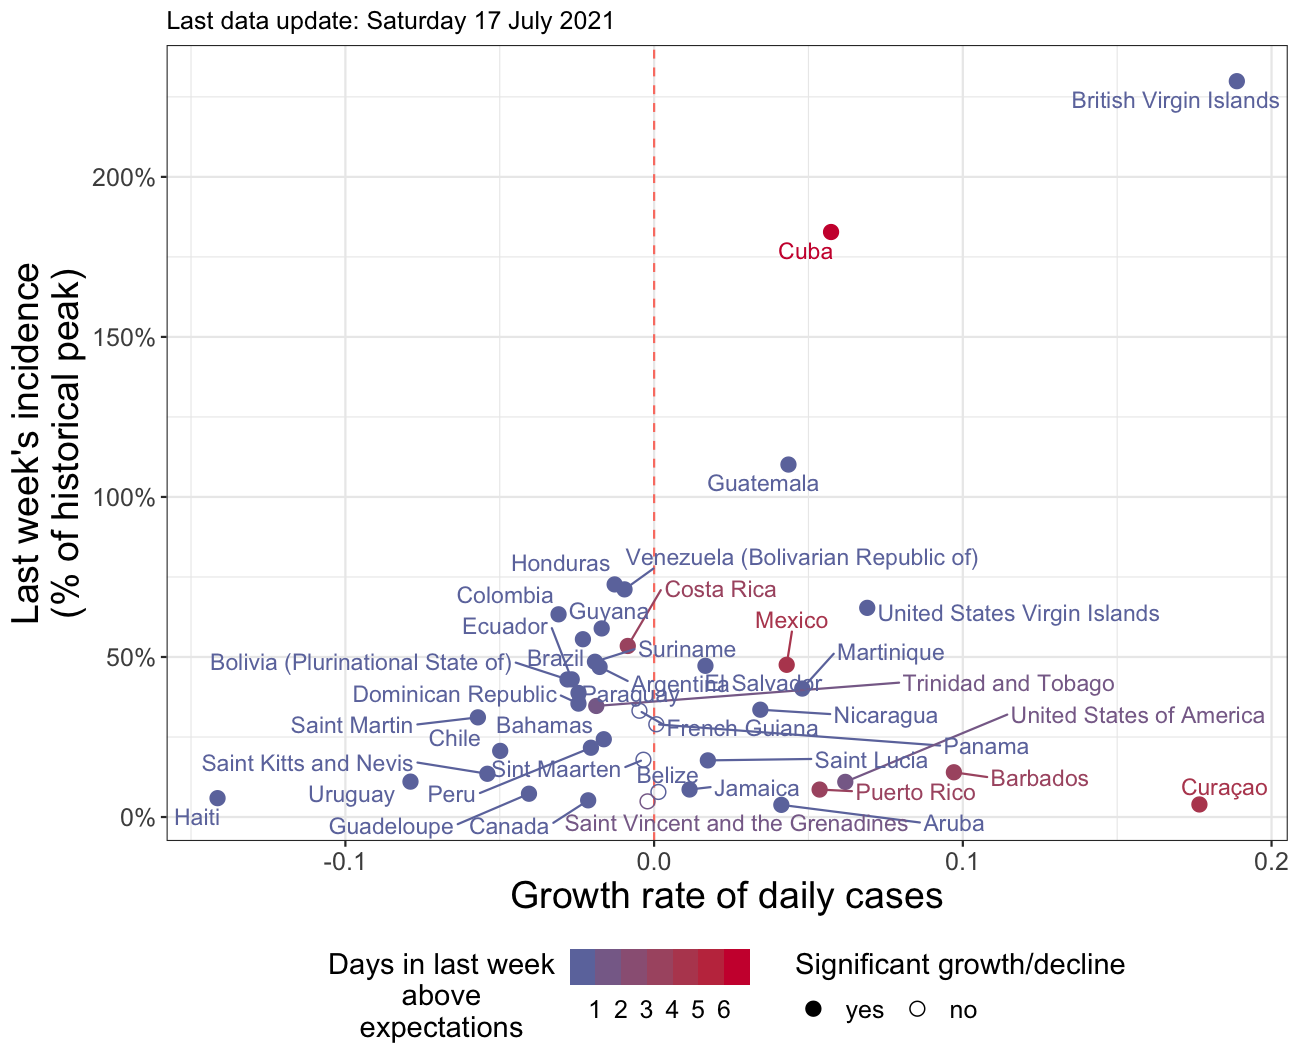 Last data update: Saturday 17 July 2021
Last week's incidence
(% of historical peak)
200%
150%
100%
50%
0%
British Virgin Islands
Cuba
Guatemala
Venezuela (Bolivarian Republic of)
Honduras
Costa Rica
Colombia
Guyana
United States Virgin Islands
Mexico
Ecuador
Suriname
Martinique
Brazil
Bolivia (Plurinational State of)
Argentina
El Salvador
Trinidad and Tobago
Dominican Republic
Paraguay
Nicaragua
United States of America
Saint Martin
Bahamas
French Guiana
Chile
Panama
Saint Lucia
Saint Kitts and Nevis
Sint Maarten
Belize
Barbados
Jamaica
Puerto Rico
Curaçao
Uruguay
Peru
Haiti
Guadeloupe
Canada
Saint Vincent and the Grenadines
Aruba
-0.1
0.0
0.1
0.2
Growth rate of daily cases
Days in last week
above
expectations
1 2 3 4 5 6
Significant growth/decline
yes
no